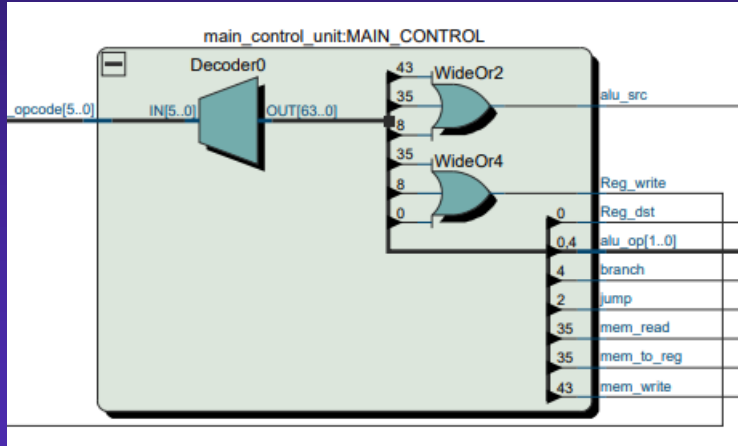 main_control_unit:MAIN_CONTROL
Decoder0
_opcode[5..0]
IN[5..0]
OUT[63..0]
43
35
8
WideOr2
alu_src
35
8
0
WideOr4
Reg_write
0
Reg_dst
0,4
alu_op[1..0]
4
branch
2
jump
35
mem_read
35
mem_to_reg
43
mem_write